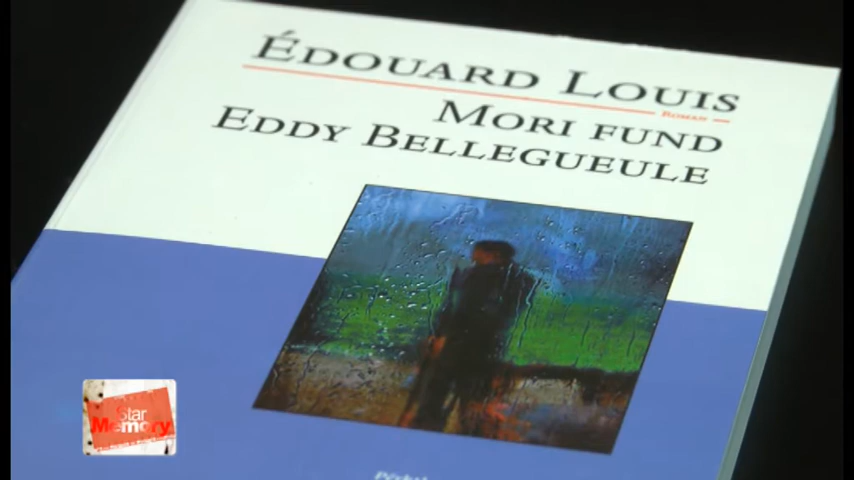 ÉDOUARD LOUIS
ROMAN
MORI FUND
EDDY BELLEGUEULE
Star
Memory